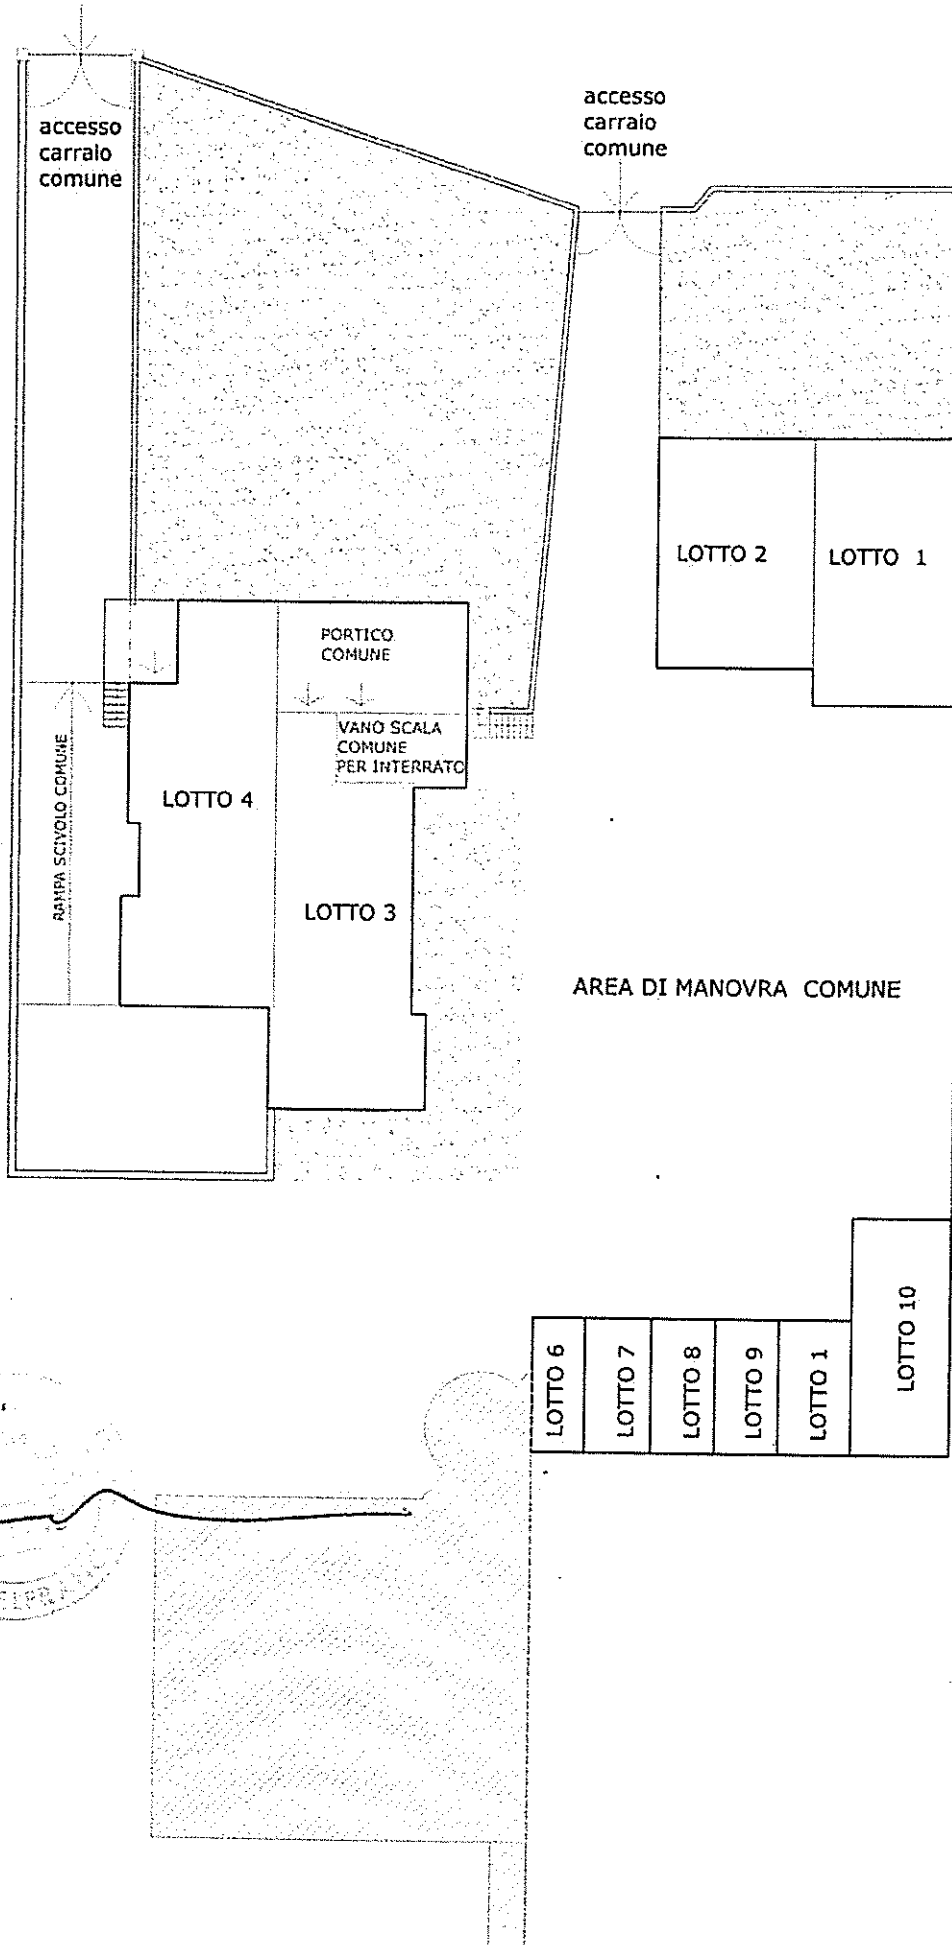 accesso
carraio
comune
accesso
carraio
comune
LOTTO 2
LOTTO 1
PORTICO
COMUNE
VANO SCALA
COMUNE
PER INTERRATO
RAMPA SCIVOLO COMUNE
LOTTO 4
LOTTO 3
AREA DI MANOVRA COMUNE
LOTTO 6
LOTTO 7
LOTTO 8
LOTTO 9
LOTTO 1
LOTTO 10